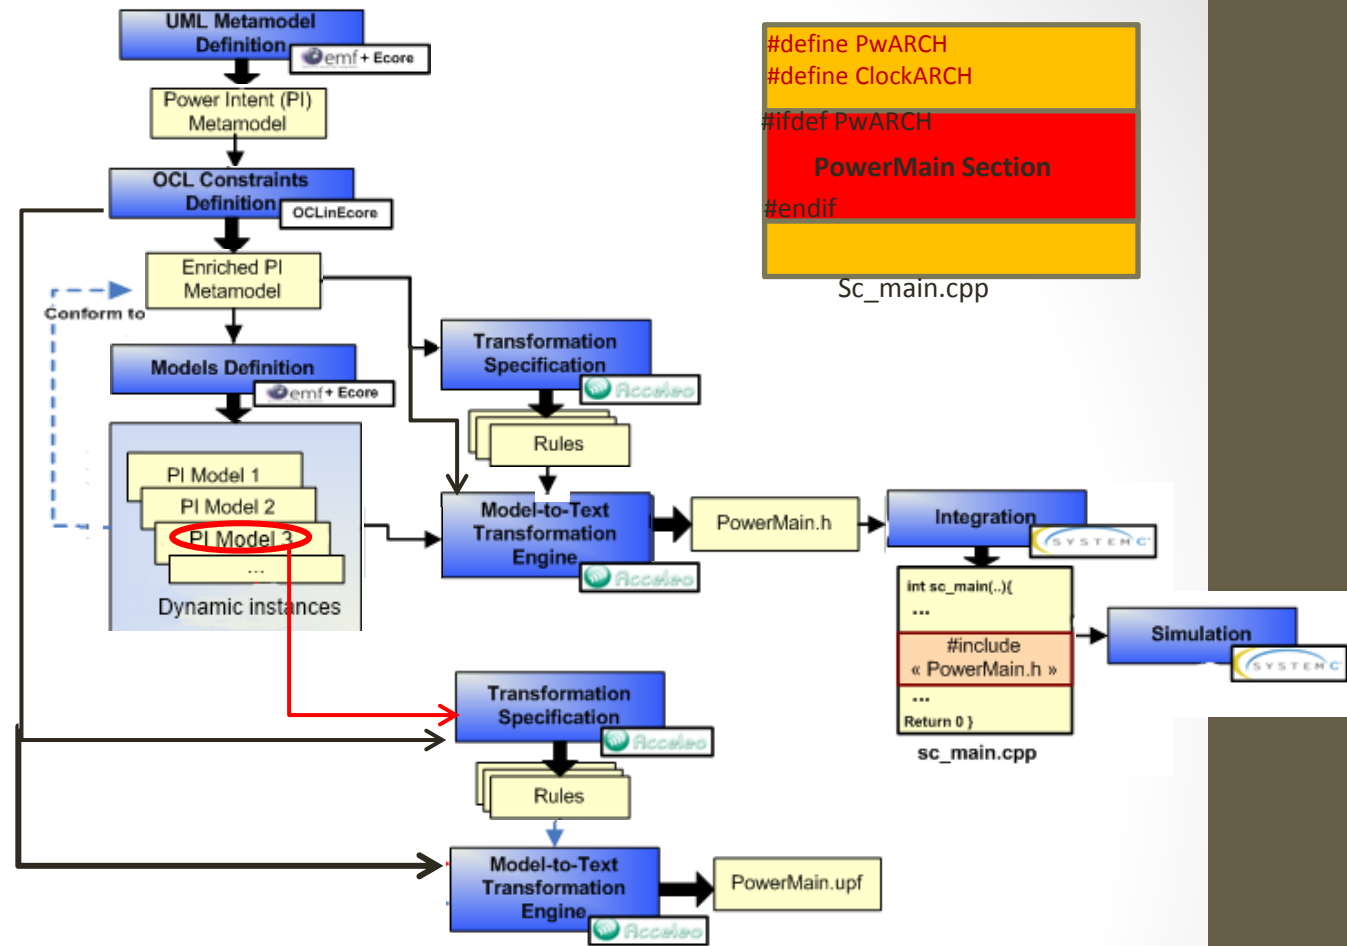 UML Metamodel
Definition
emf + Ecore
Power Intent (PI)
Metamodel
OCL Constraints
Definition
OCLinEcore
Enriched PI
Metamodel
Conform to
Models Definition
emf + Ecore
PI Model 1
PI Model 2
PI Model 3
...
Dynamic instances
Transformation
Specification
Acceleo
Rules
Model-to-Text
Transformation
Engine
Acceleo
PowerMain.h
Integration
SYSTEM C
int sc_main(..){
...
#include
« PowerMain.h »
...
Return 0 }
sc_main.cpp
Simulation
SYSTEM C
#define PwARCH
#define ClockARCH
#ifdef PwARCH
PowerMain Section
#endif
Sc_main.cpp
Transformation
Specification
Acceleo
Rules
Model-to-Text
Transformation
Engine
Acceleo
PowerMain.upf